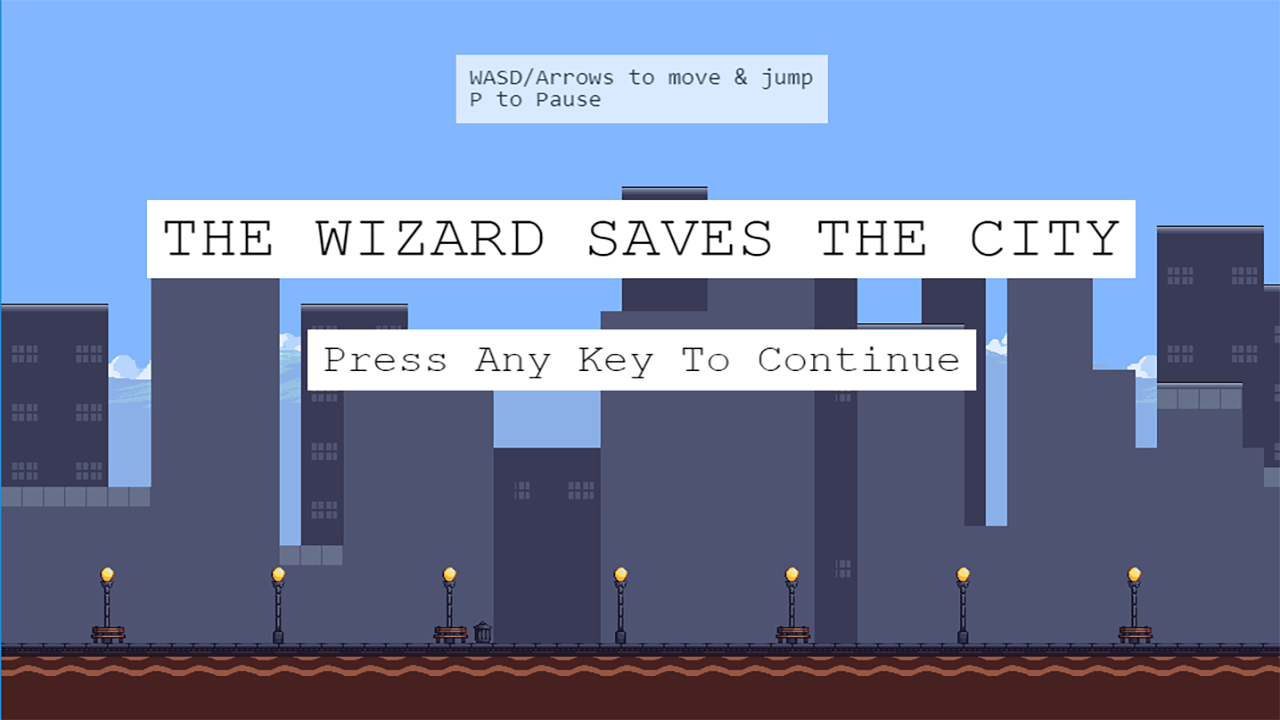 WASD/Arrows to move & jump
P to Pause
THE WIZARD SAVES THE CITY
Press Any Key To Continue